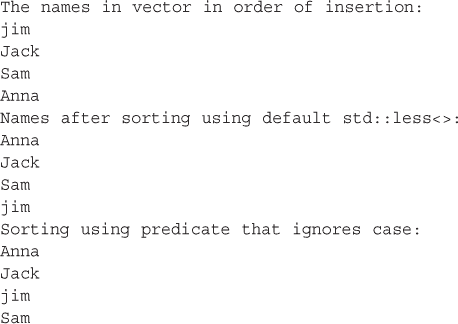 The names in vector in order of insertion:
jim
Jack
Sam
Anna
Names after sorting using default std::less<>:
Anna
Jack
Sam
jim
Sorting using predicate that ignores case:
Anna
Jack
jim
Sam